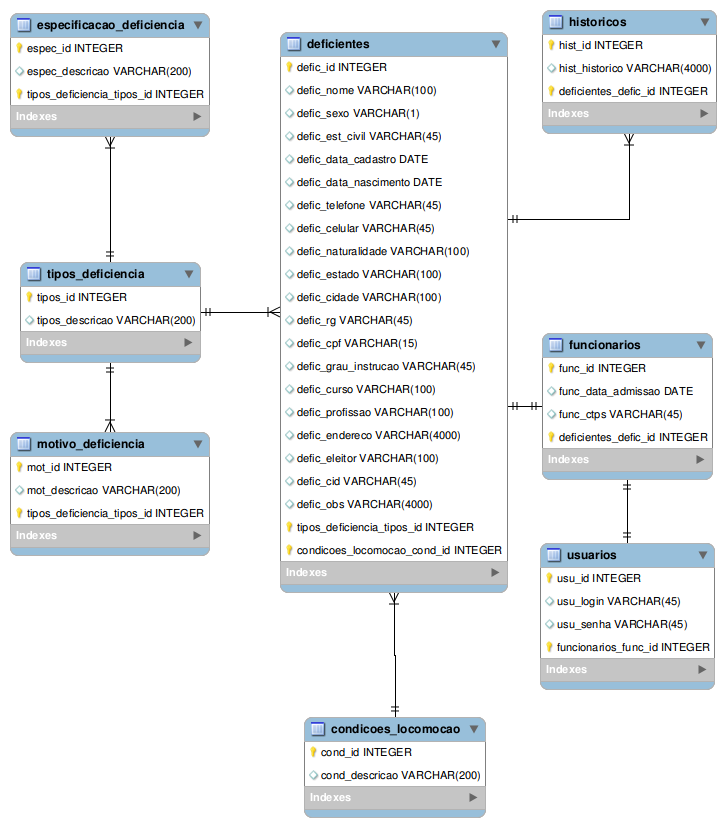 especificacao_deficiencia
espec_id INTEGER
espec_descricao VARCHAR(200)
tipos_deficiencia_tipos_id INTEGER
Indexes
tipos_deficiencia
tipos_id INTEGER
tipos_descricao VARCHAR(200)
Indexes
motivo_deficiencia
mot_id INTEGER
mot_descricao VARCHAR(200)
tipos_deficiencia_tipos_id INTEGER
Indexes
deficientes
defic_id INTEGER
defic_nome VARCHAR(100)
defic_sexo VARCHAR(1)
defic_est_civil VARCHAR(45)
defic_data_cadastro DATE
defic_data_nascimento DATE
defic_telefone VARCHAR(45)
defic_celular VARCHAR(45)
defic_naturalidade VARCHAR(100)
defic_estado VARCHAR(100)
defic_cidade VARCHAR(100)
defic_rg VARCHAR(45)
defic_cpf VARCHAR(15)
defic_grau_instrucao VARCHAR(45)
defic_curso VARCHAR(100)
defic_profissao VARCHAR(100)
defic_endereco VARCHAR(4000)
defic_eleitor VARCHAR(100)
defic_cid VARCHAR(45)
defic_obs VARCHAR(4000)
tipos_deficiencia_tipos_id INTEGER
condicoes_locomocao_cond_id INTEGER
Indexes
condicoes_locomocao
cond_id INTEGER
cond_descricao VARCHAR(200)
Indexes
historicos
hist_id INTEGER
hist_historico VARCHAR(4000)
deficientes_defic_id INTEGER
Indexes
funcionarios
func_id INTEGER
func_data_admissao DATE
func_ctps VARCHAR(45)
deficientes_defic_id INTEGER
Indexes
usuarios
usu_id INTEGER
usu_login VARCHAR(45)
usu_senha VARCHAR(45)
funcionarios_func_id INTEGER
Indexes